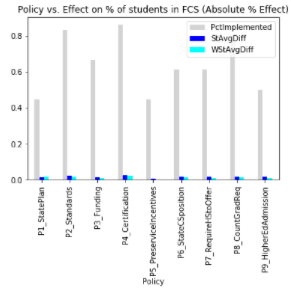 Policy vs. Effect on % of students in FCS (Absolute % Effect)
PctImplemented
StAvgDiff
WStAvgDiff
0.8
0.6
0.4
0.2
0.0
P1_StatePlan
P2_Standards
P3_Funding
P4_Certification
P5_PreserviceIncentives
P6_StateCSposition
P7_RequireHStoOffer
P8_CountGradReq
P9_HigherEdAdmission
Policy